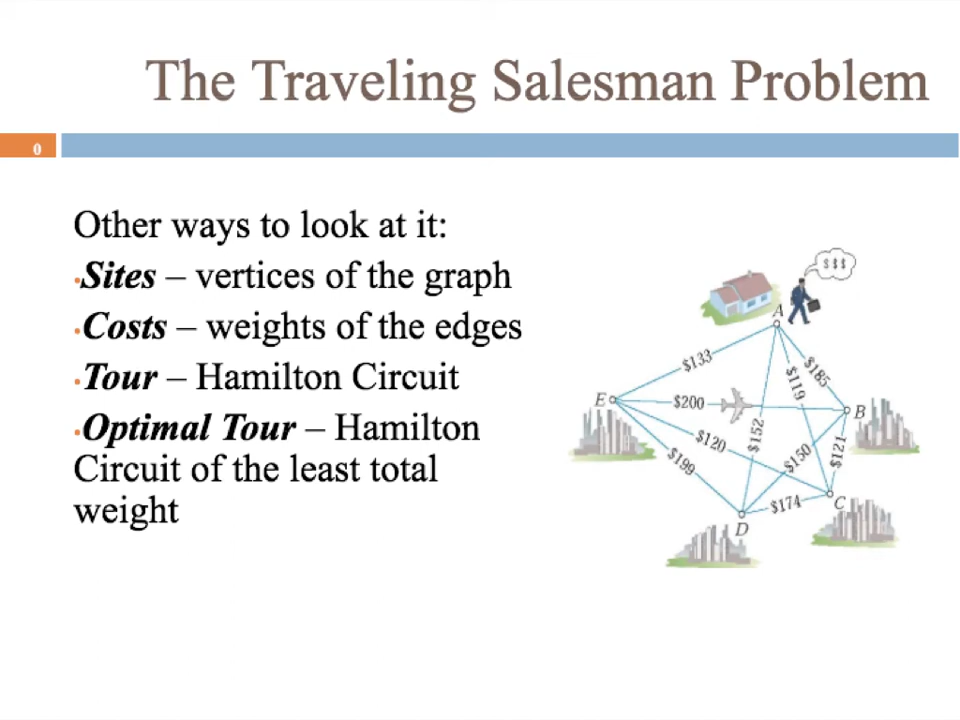 The Traveling Salesman Problem
0
Other ways to look at it:
•Sites – vertices of the graph
•Costs – weights of the edges
•Tour – Hamilton Circuit
•Optimal Tour – Hamilton
Circuit of the least total
weight
$$$
A
$133
$185
$119
E
$200
B
$152
$120
$121
$150
$199
$174
C
D